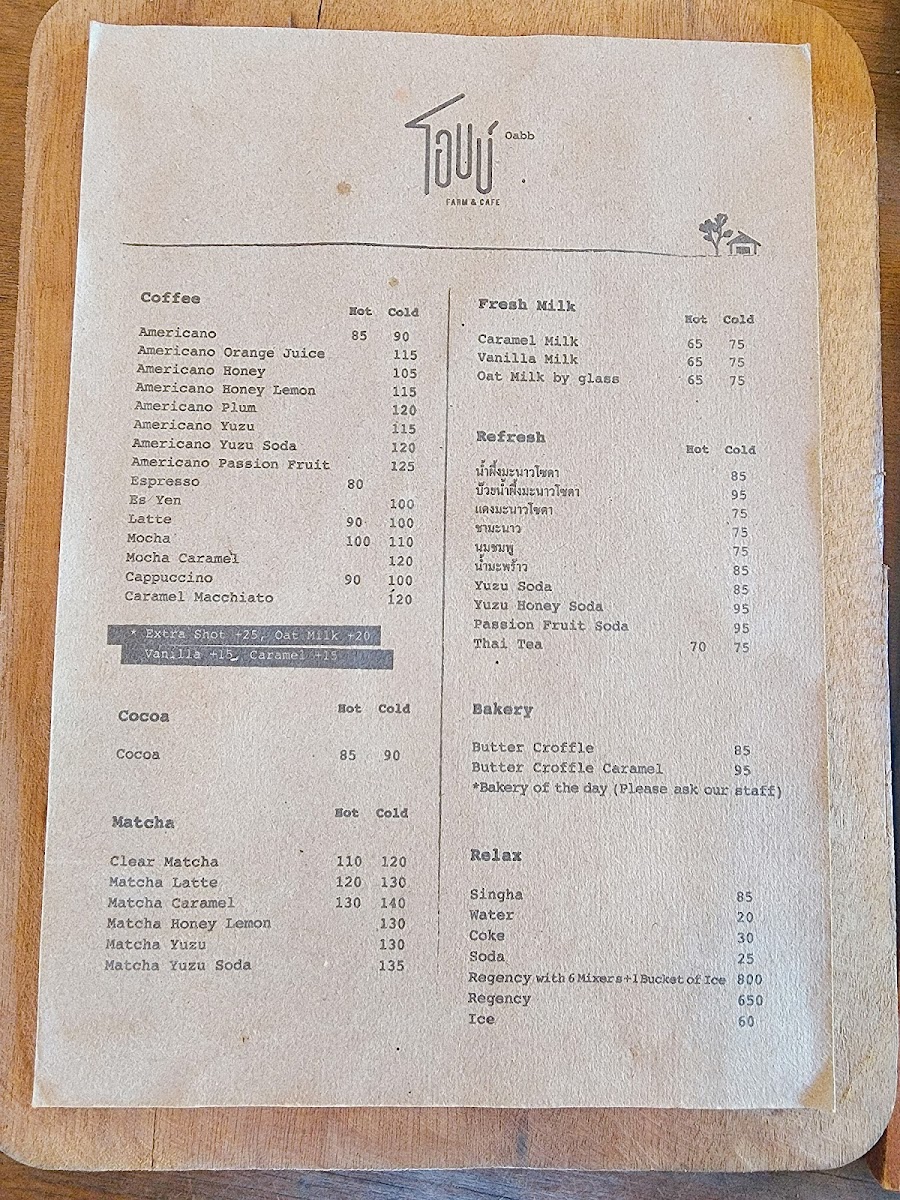 โอบบ์ Oabb
FARM & CAFE
Coffee
Hot Cold
Americano 85 90
Americano Orange Juice 115
Americano Honey 105
Americano Honey Lemon 115
Americano Plum 120
Americano Yuzu 115
Americano Yuzu Soda 120
Americano Passion Fruit 125
Espresso 80
Es Yen 100
Latte 90 100
Mocha 100 110
Mocha Caramel 120
Cappuccino 90 100
Caramel Macchiato 120
* Extra Shot +25, Oat Milk +20
Vanilla +15, Caramel +15
Cocoa
Hot Cold
Cocoa 85 90
Matcha
Hot Cold
Clear Matcha 110 120
Matcha Latte 120 130
Matcha Caramel 130 140
Matcha Honey Lemon 130
Matcha Yuzu 130
Matcha Yuzu Soda 135
Fresh Milk
Hot Cold
Caramel Milk 65 75
Vanilla Milk 65 75
Oat Milk by glass 65 75
Refresh
Hot Cold
น้ำผึ้งมะนาวโซดา 85
บ๊วยน้ำผึ้งมะนาวโซดา 95
แดงมะนาวโซดา 75
ชามะนาว 75
นมชมพู 75
น้ำมะพร้าว 85
Yuzu Soda 85
Yuzu Honey Soda 95
Passion Fruit Soda 95
Thai Tea 70 75
Bakery
Butter Croffle 85
Butter Croffle Caramel 95
*Bakery of the day (Please ask our staff)
Relax
Singha 85
Water 20
Coke 30
Soda 25
Regency with 6 Mixers+1 Bucket of Ice 800
Regency 650
Ice 60